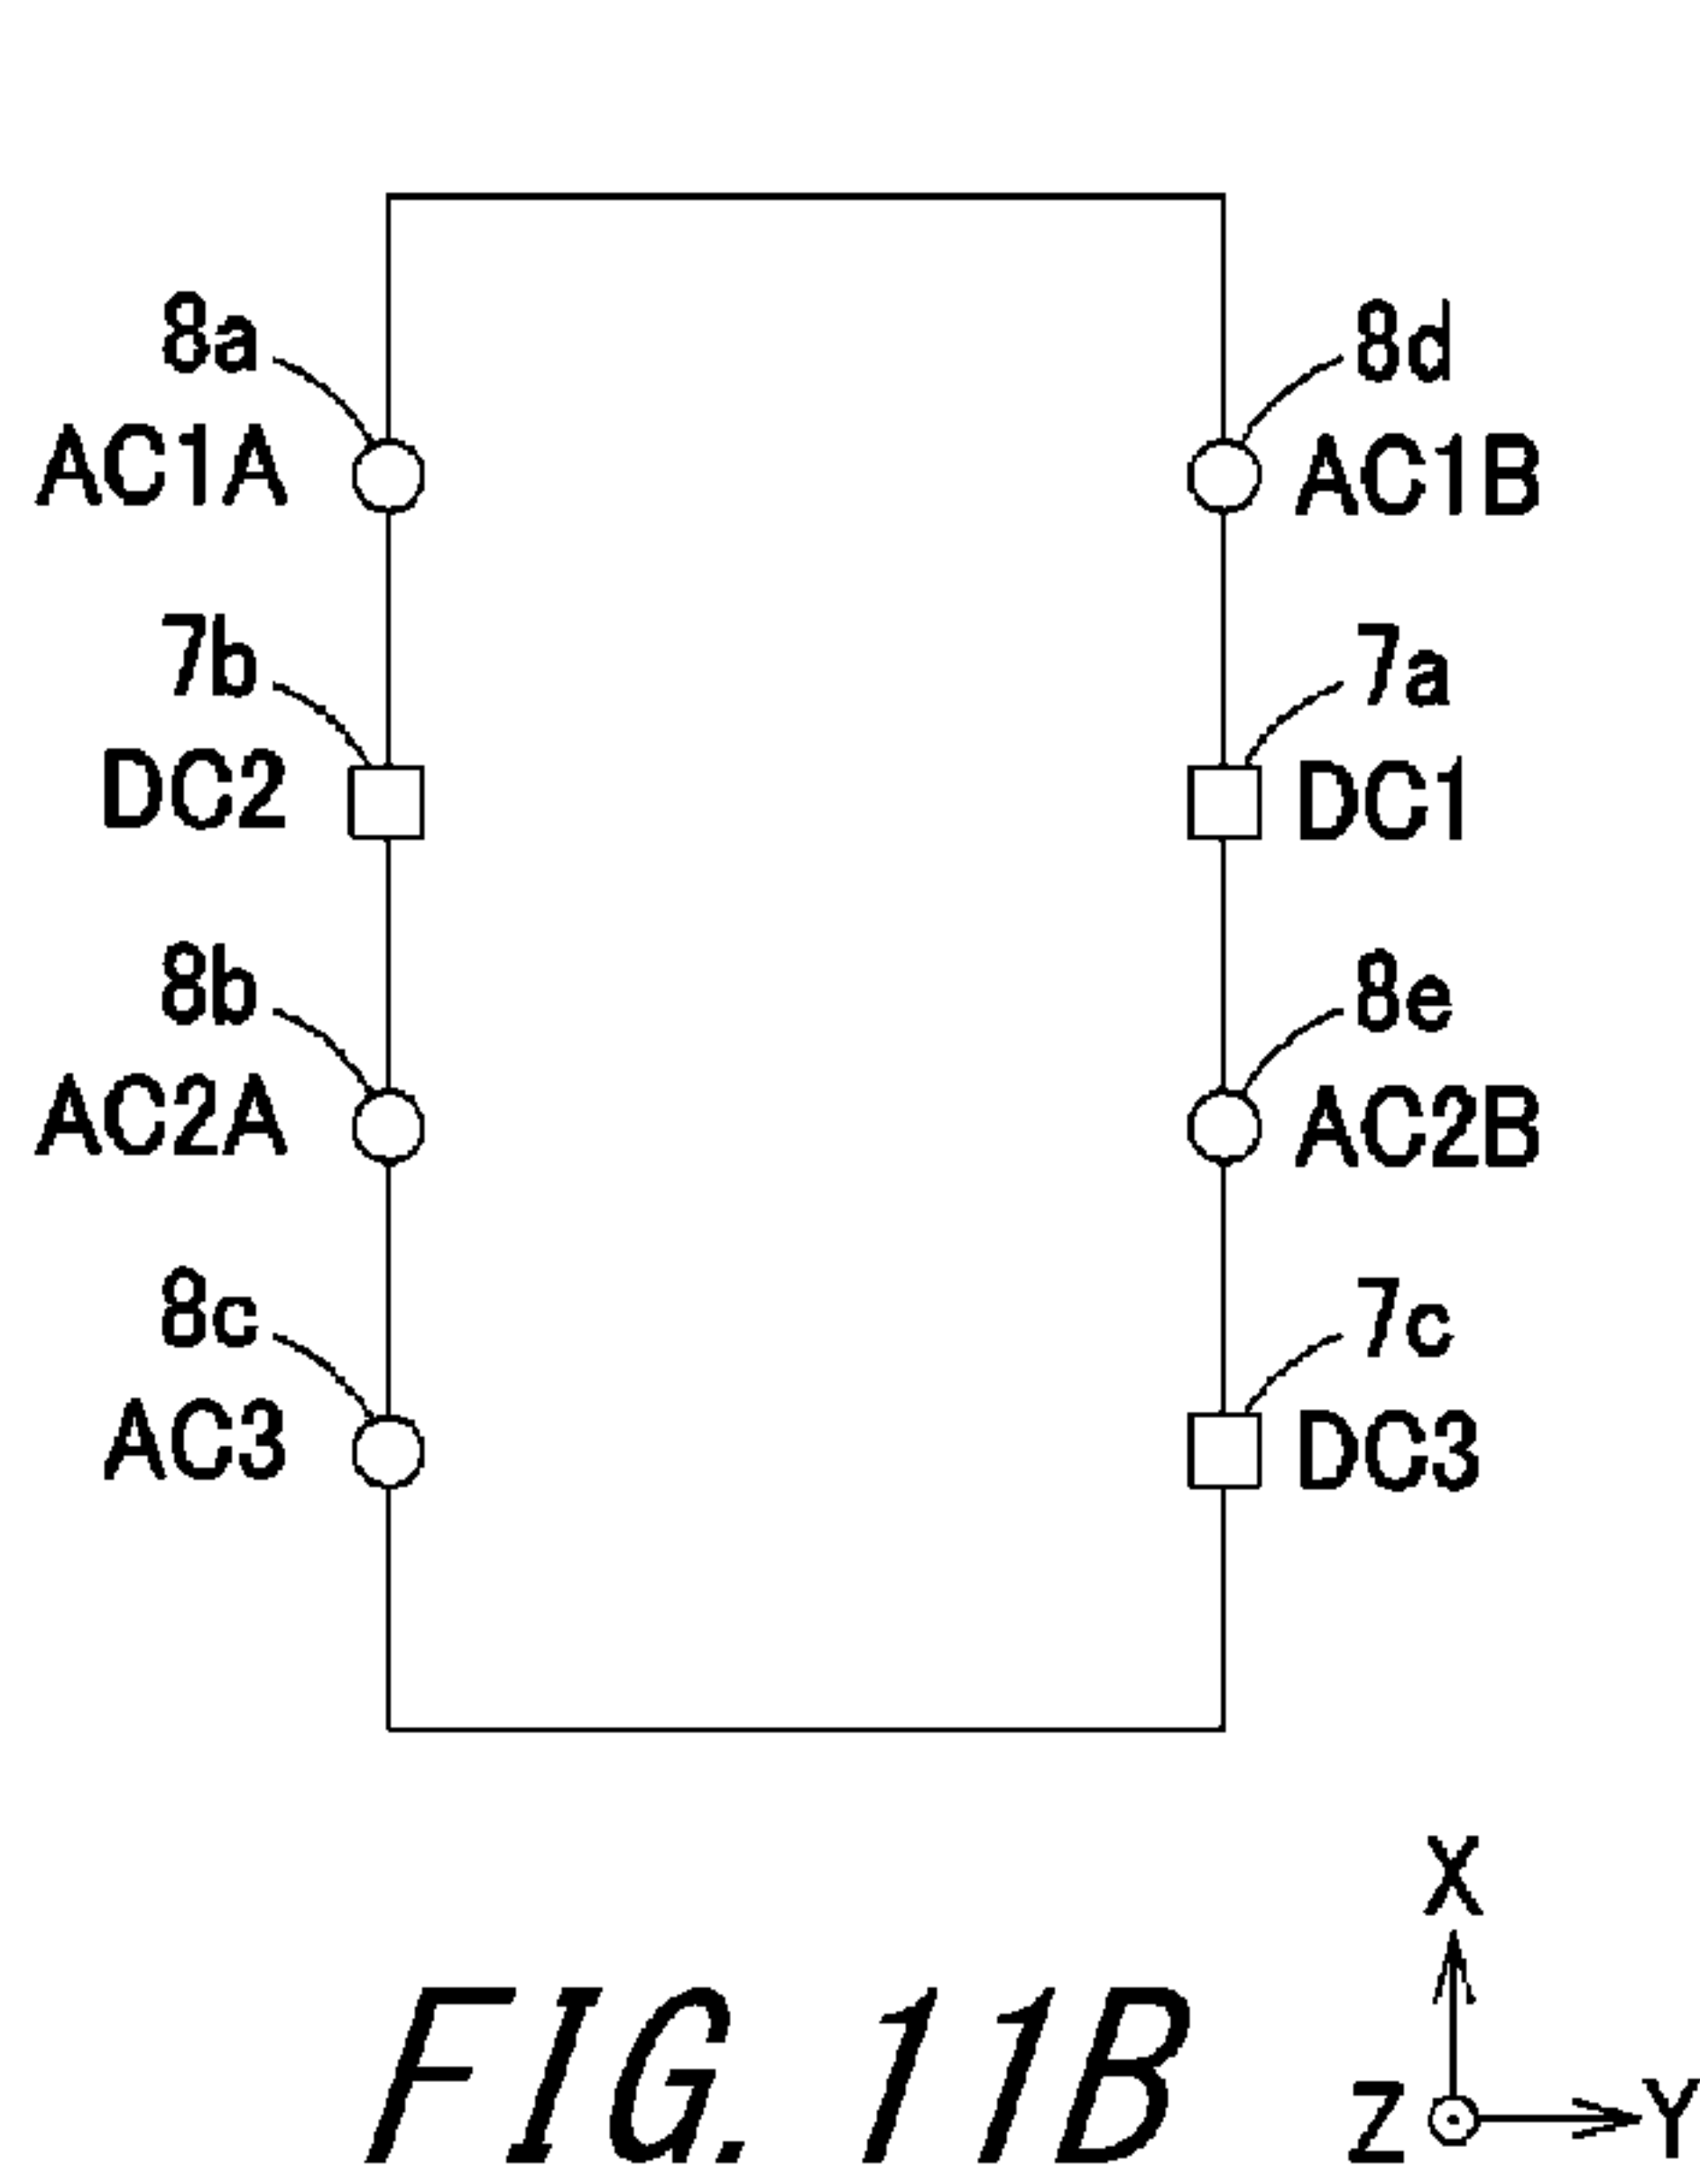 8a
AC1A
8d
AC1B
7b
DC2
7a
DC1
8b
AC2A
8e
AC2B
8c
AC3
7c
DC3
X
Z
Y
FIG. 11B